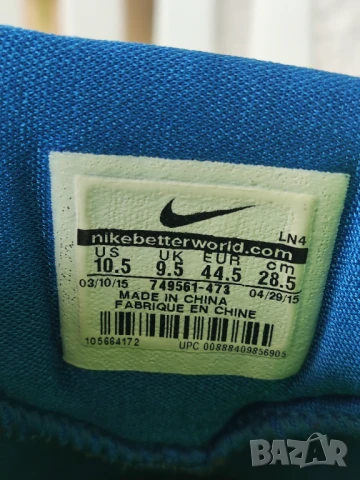 LN4
nikebetterworld.com
US UK EUR cm
10.5 9.5 44.5 28.5
03/10/15 749561-473 04/29/15
MADE IN CHINA
FABRIQUE EN CHINE
105664172 UPC 00888409856905
bazar